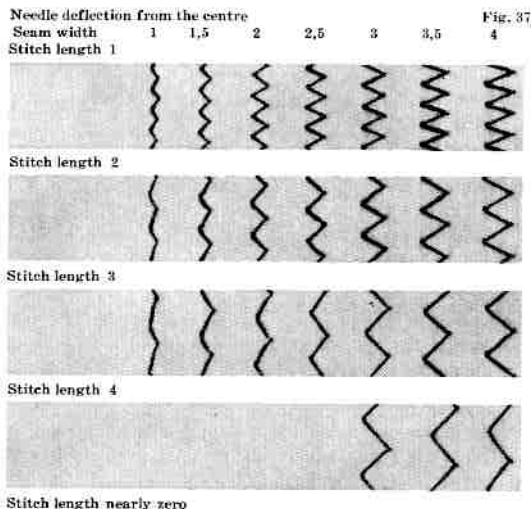 Needle deflection from the centre Fig. 37
Seam width 1 1,5 2 2,5 3 3,5 4
Stitch length 1
Stitch length 2
Stitch length 3
Stitch length 4
Stitch length nearly zero